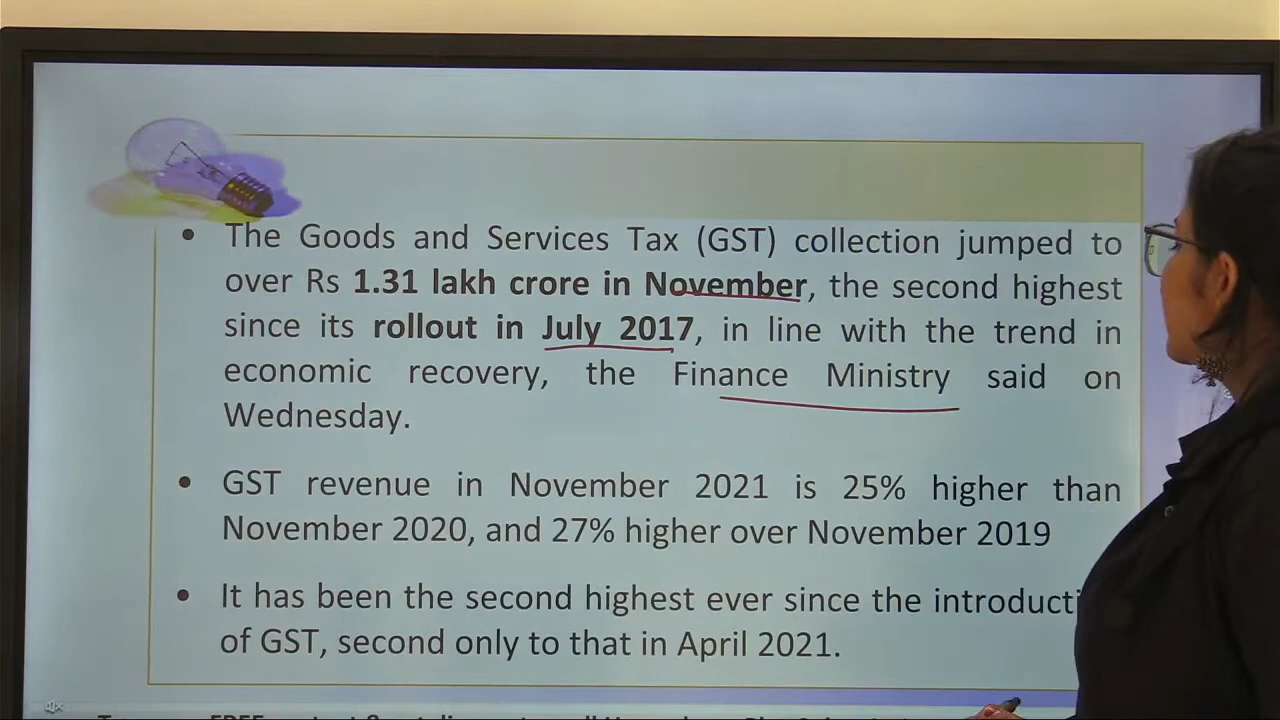 The Goods and Services Tax (GST) collection jumped to
over Rs 1.31 lakh crore in November, the second highest
since its rollout in July 2017, in line with the trend in
economic recovery, the Finance Ministry said on
Wednesday.
GST revenue in November 2021 is 25% higher than
November 2020, and 27% higher over November 2019
It has been the second highest ever since the introducti
of GST, second only to that in April 2021.